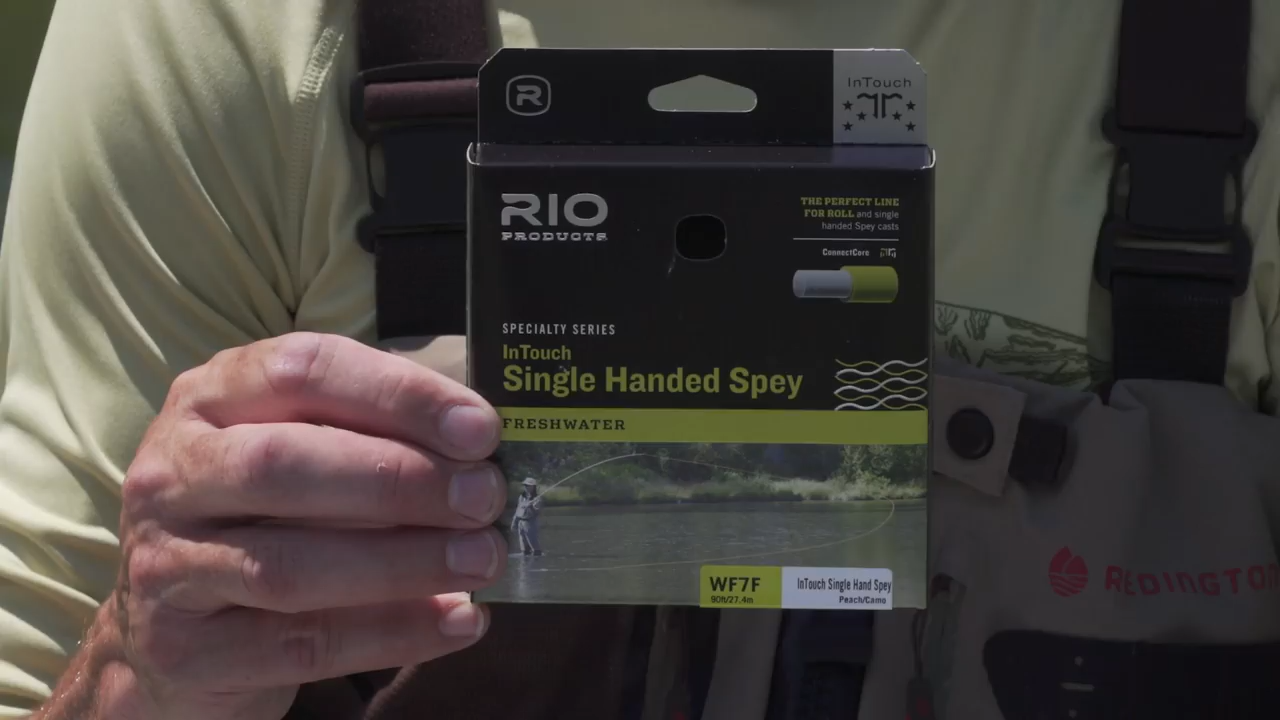 R
InTouch
RIO
PRODUCTS
THE PERFECT LINE
FOR ROLL and single
handed Spey casts
ConnectCore
SPECIALTY SERIES
InTouch
Single Handed Spey
FRESHWATER
WF7F
90ft/27.4m
InTouch Single Hand Spey
Peach/Camo
REDINGTO